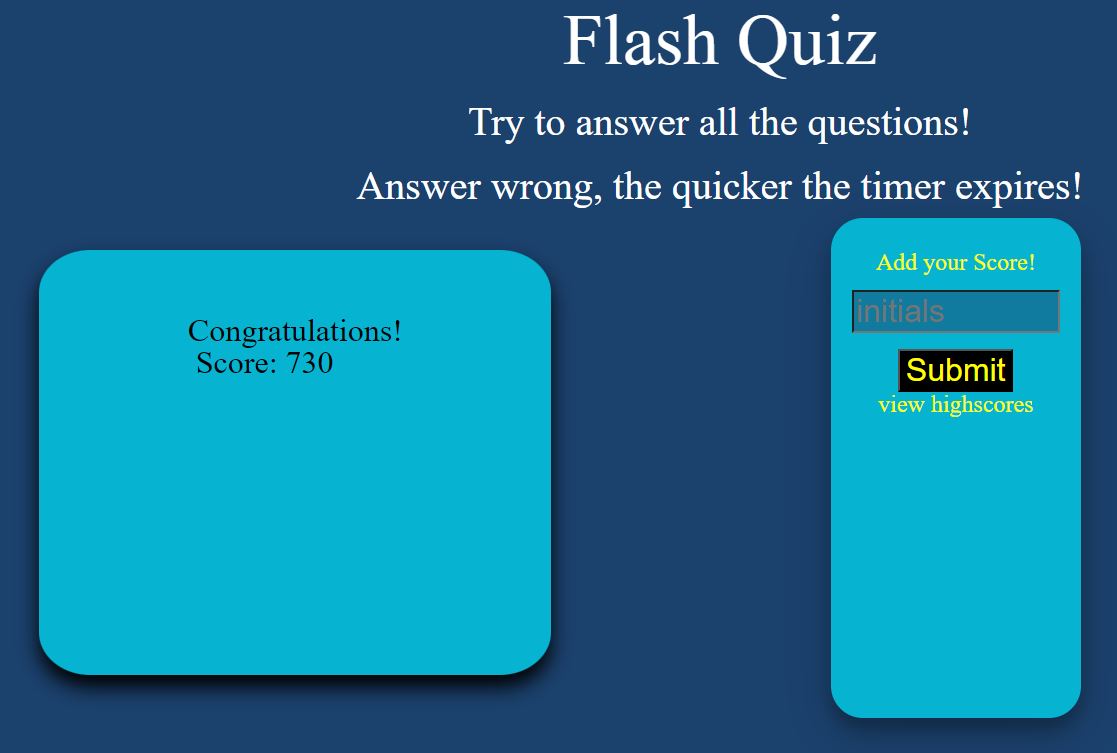 Flash Quiz
Try to answer all the questions!
Answer wrong, the quicker the timer expires!
Congratulations!
Score: 730
Add your Score!
initials
Submit
view highscores